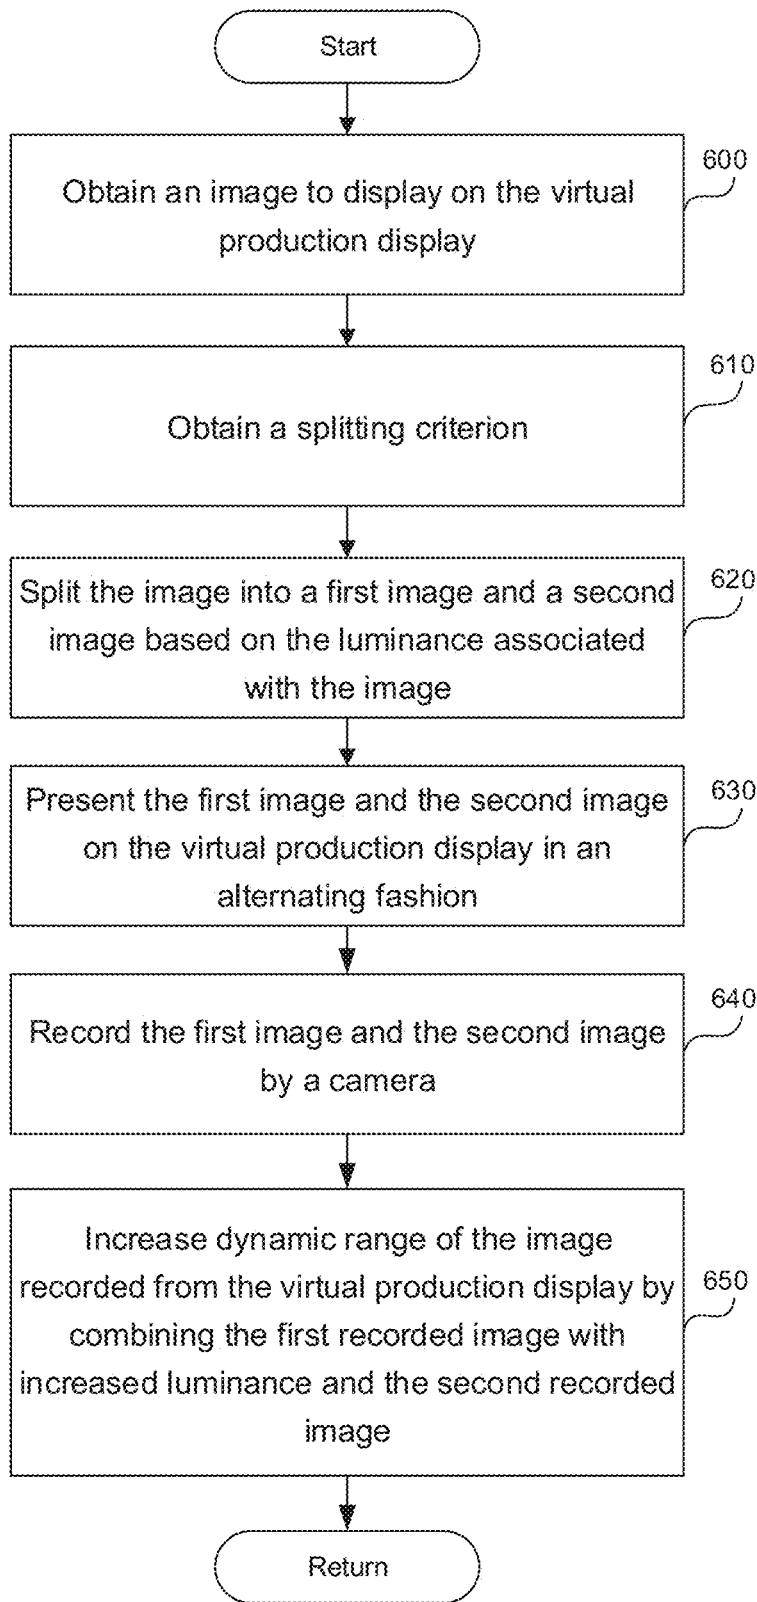 Start
600
Obtain an image to display on the virtual
production display
610
Obtain a splitting criterion
620
Split the image into a first image and a second
image based on the luminance associated
with the image
630
Present the first image and the second image
on the virtual production display in an
alternating fashion
640
Record the first image and the second image
by a camera
650
Increase dynamic range of the image
recorded from the virtual production display by
combining the first recorded image with
increased luminance and the second recorded
image
Return